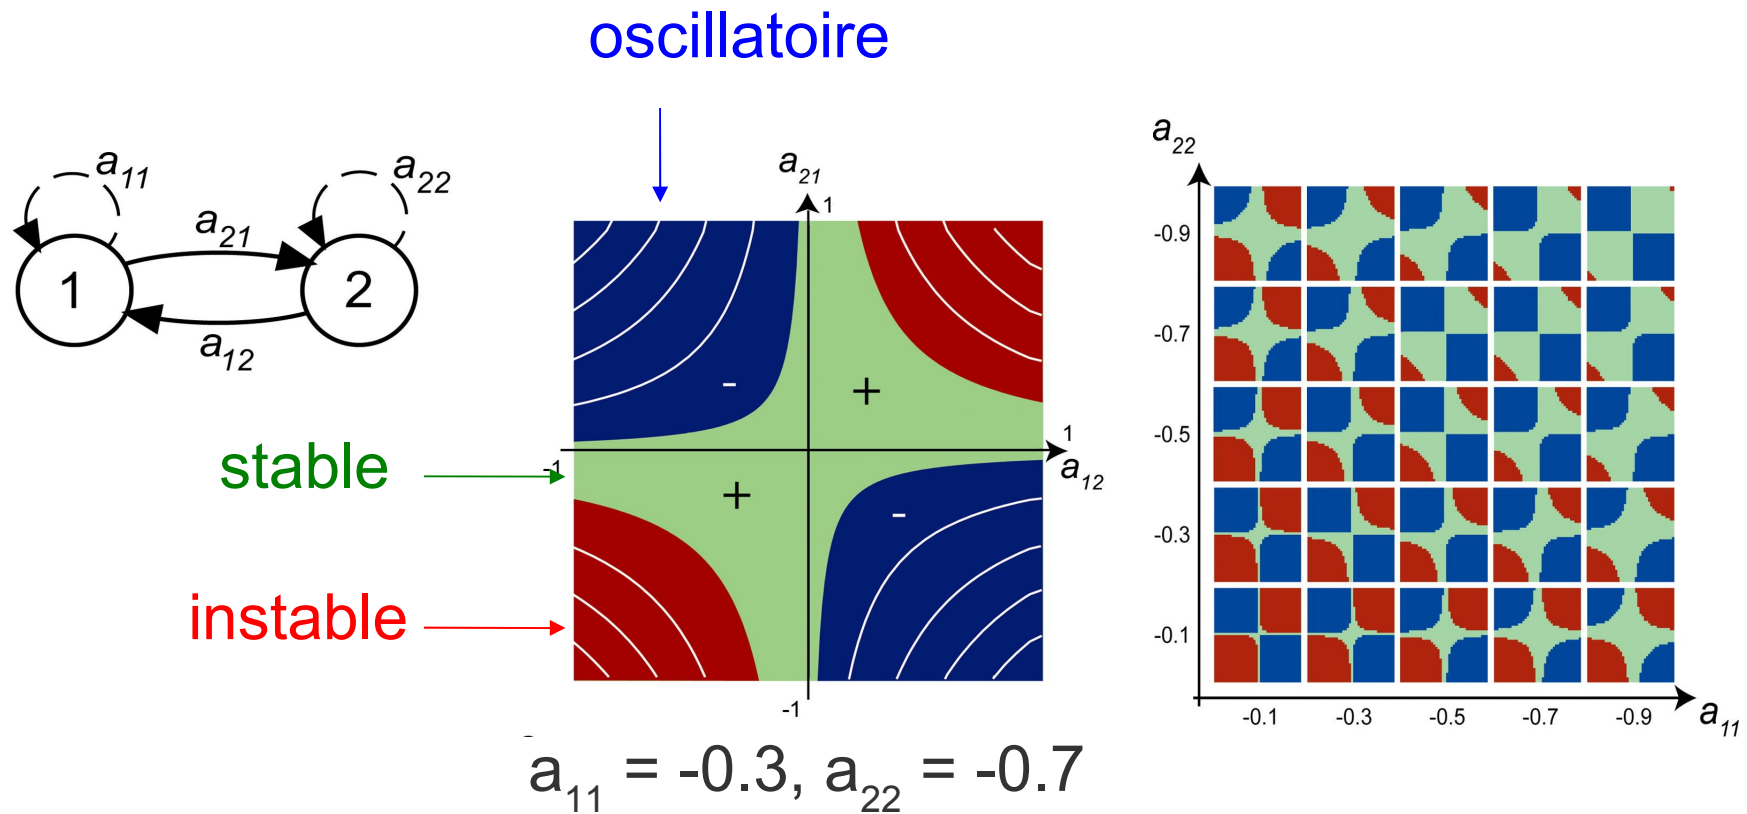 oscillatoire
a11
a22
a21
1
2
a12
stable
instable
a21
1
-
+
-1
1
a12
+
-
-1
a11 = -0.3, a22 = -0.7
a22
-0.9
-0.7
-0.5
-0.3
-0.1
-0.1 -0.3 -0.5 -0.7 -0.9
a11